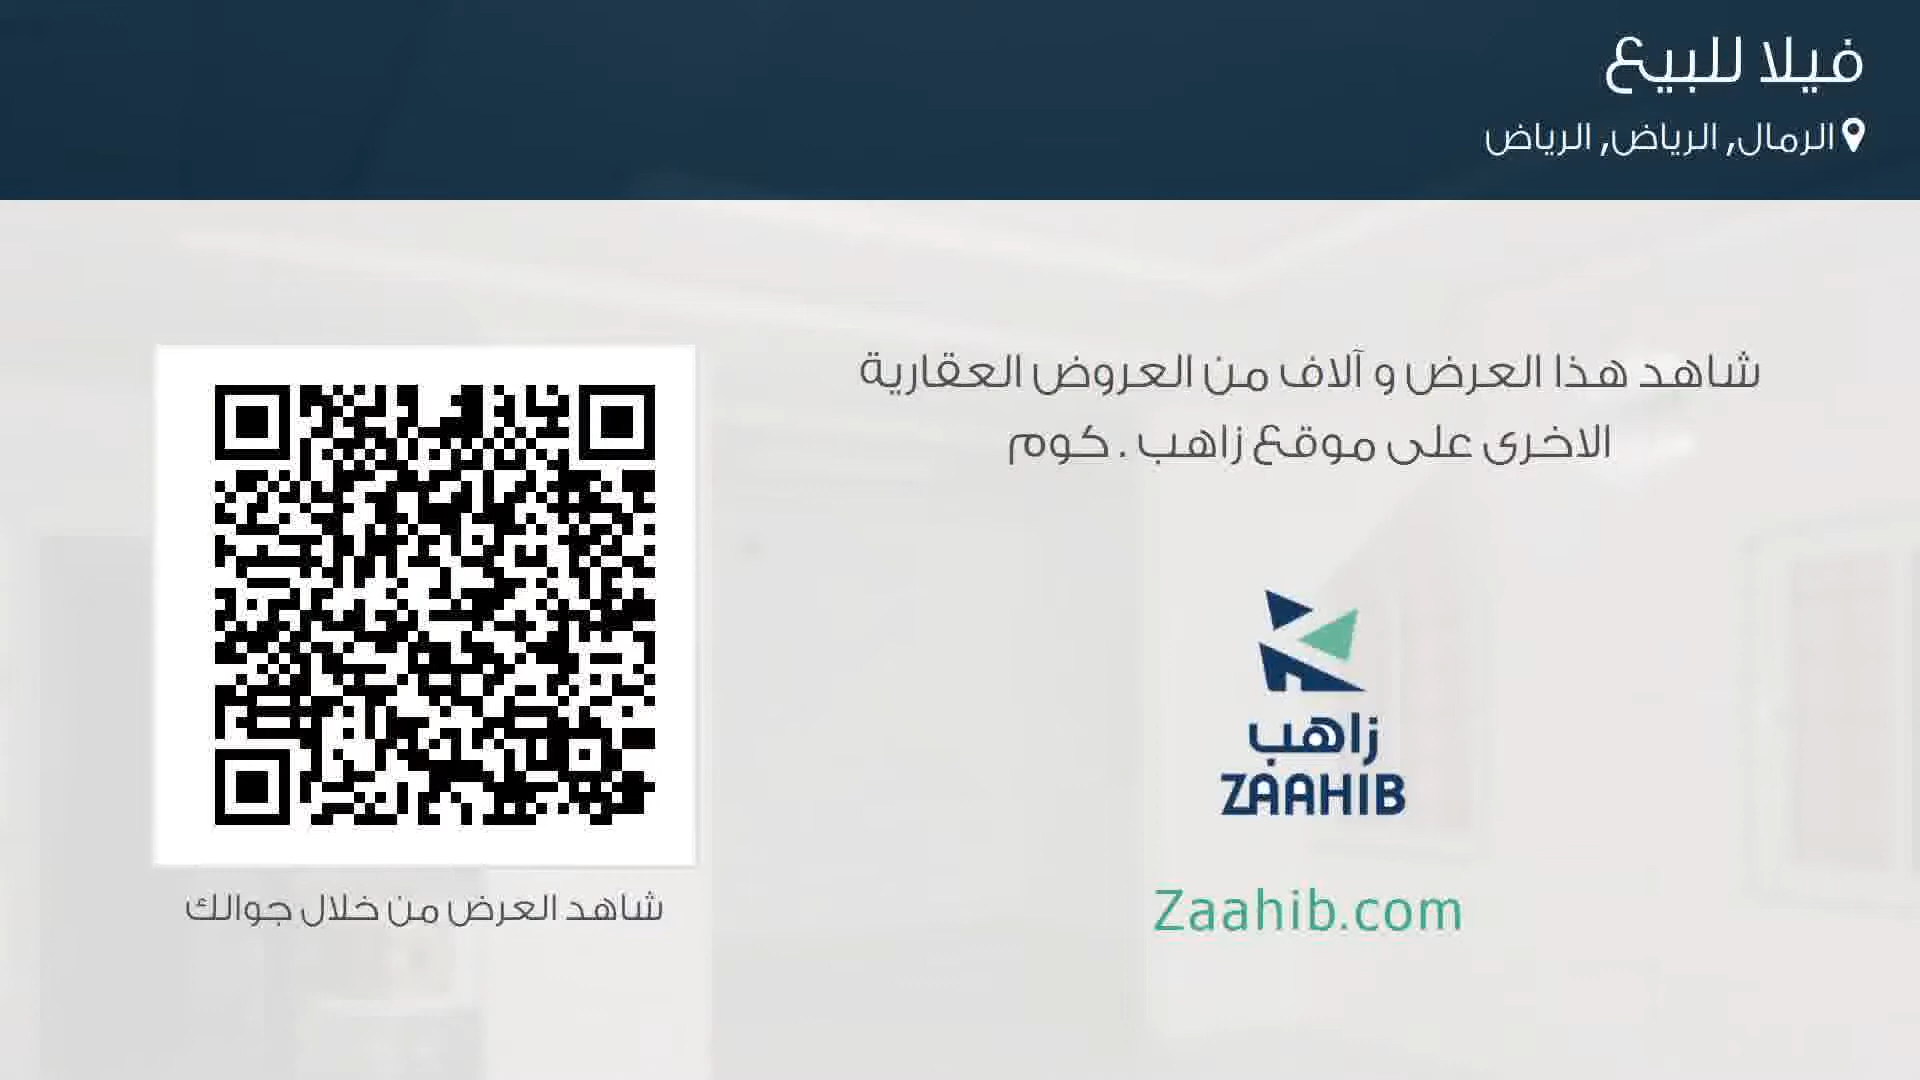 فيلا للبيع
الرمال, الرياض, الرياض
شاهد هذا العرض و آلاف من العروض العقارية
الاخرى على موقع زاهب . كوم
زاهب
ZAAHIB
Zaahib.com
شاهد العرض من خلال جوالك